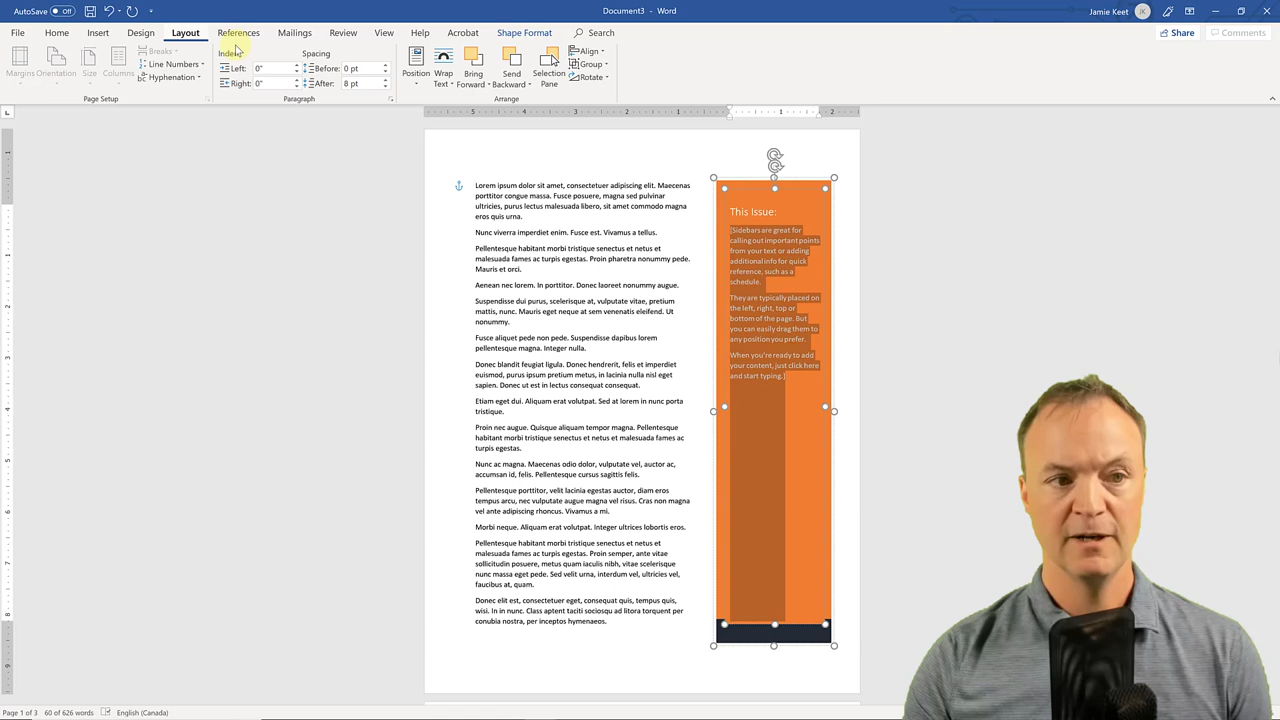 AutoSave Off Document3 - Word Jamie Keet
File Home Insert Design Layout References Mailings Review View Help Acrobat Shape Format Search Share Comments
Margins Orientation Size Columns
Breaks
Line Numbers
Hyphenation
Page Setup
Indent Spacing
Left: 0" Before: 0 pt
Right: 0" After: 8 pt
Paragraph
Position Wrap Text Bring Forward Send Backward Selection Pane
Align
Group
Rotate
Arrange
5 4 3 2 1 1 2
Lorem ipsum dolor sit amet, consectetuer adipiscing elit. Maecenas
porttitor congue massa. Fusce posuere, magna sed pulvinar
ultricies, purus lectus malesuada libero, sit amet commodo magna
eros quis urna.
Nunc viverra imperdiet enim. Fusce est. Vivamus a tellus.
Pellentesque habitant morbi tristique senectus et netus et
malesuada fames ac turpis egestas. Proin pharetra nonummy pede.
Mauris et orci.
Aenean nec lorem. In porttitor. Donec laoreet nonummy augue.
Suspendisse dui purus, scelerisque at, vulputate vitae, pretium
mattis, nunc. Mauris eget neque at sem venenatis eleifend. Ut
nonummy.
Fusce aliquet pede non pede. Suspendisse dapibus lorem
pellentesque magna. Integer nulla.
Donec blandit feugiat ligula. Donec hendrerit, felis et imperdiet
euismod, purus ipsum pretium metus, in lacinia nulla nisl eget
sapien. Donec ut est in lectus consequat consequat.
Etiam eget dui. Aliquam erat volutpat. Sed at lorem in nunc porta
tristique.
Proin nec augue. Quisque aliquam tempor magna. Pellentesque
habitant morbi tristique senectus et netus et malesuada fames ac
turpis egestas.
Nunc ac magna. Maecenas odio dolor, vulputate vel, auctor ac,
accumsan id, felis. Pellentesque cursus sagittis felis.
Pellentesque porttitor, velit lacinia egestas auctor, diam eros
tempus arcu, nec vulputate augue magna vel risus. Cras non magna
vel ante adipiscing rhoncus. Vivamus a mi.
Morbi neque. Aliquam erat volutpat. Integer ultrices lobortis eros.
Pellentesque habitant morbi tristique senectus et netus et
malesuada fames ac turpis egestas. Proin semper, ante vitae
sollicitudin posuere, metus quam iaculis nibh, vitae scelerisque
nunc massa eget pede. Sed velit urna, interdum vel, ultricies vel,
faucibus at, quam.
Donec elit est, consectetuer eget, consequat quis, tempus quis,
wisi. In in nunc. Class aptent taciti sociosqu ad litora torquent per
conubia nostra, per inceptos hymenaeos.
This Issue:
[Sidebars are great for
calling out important points
from your text or adding
additional info for quick
reference, such as a
schedule.
They are typically placed on
the left, right, top or
bottom of the page. But
you can easily drag them to
any position you prefer.
When you're ready to add
your content, just click here
and start typing.]
1
1
2
3
4
5
6
7
8
9
Page 1 of 3 60 of 626 words English (Canada)